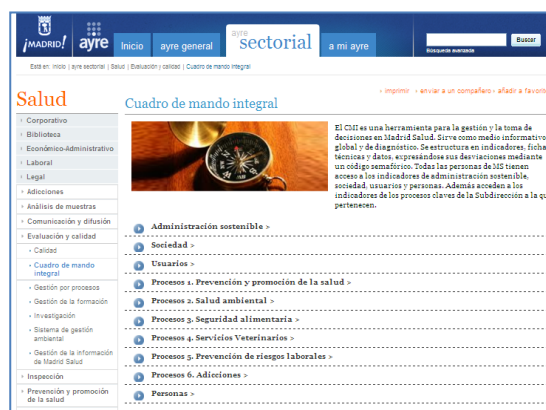 ¡MADRID!
ayre
Inicio
ayre general
ayre
sectorial
a mi ayre
Buscar
Búsqueda avanzada
Está en: Inicio | ayre sectorial | Salud | Evaluación y calidad | Cuadro de mando integral
› imprimir › enviar a un compañero › añadir a favorit
Salud
Corporativo
Biblioteca
Económico-Administrativo
Laboral
Legal
Adicciones
Análisis de muestras
Comunicación y difusión
Evaluación y calidad
Calidad
Cuadro de mando
integral
Gestión por procesos
Gestión de la formación
Investigación
Sistema de gestión
ambiental
Gestión de la información
de Madrid Salud
Inspección
Prevención y promoción
de la salud
Cuadro de mando integral
El CMI es una herramienta para la gestión y la toma de
decisiones en Madrid Salud. Sirve como medio informativo
global y de diagnóstico. Se estructura en indicadores, ficha
técnicas y datos, expresándose sus desviaciones mediante
un código semafórico. Todas las personas de MS tienen
acceso a los indicadores de administración sostenible,
sociedad, usuarios y personas. Además acceden a los
indicadores de los procesos claves de la Subdirección a la qu
pertenecen.
Administración sostenible >
Sociedad >
Usuarios >
Procesos 1. Prevención y promoción de la salud >
Procesos 2. Salud ambiental >
Procesos 3. Seguridad alimentaria >
Procesos 4. Servicios Veterinarios >
Procesos 5. Prevención de riesgos laborales >
Procesos 6. Adicciones >
Personas >